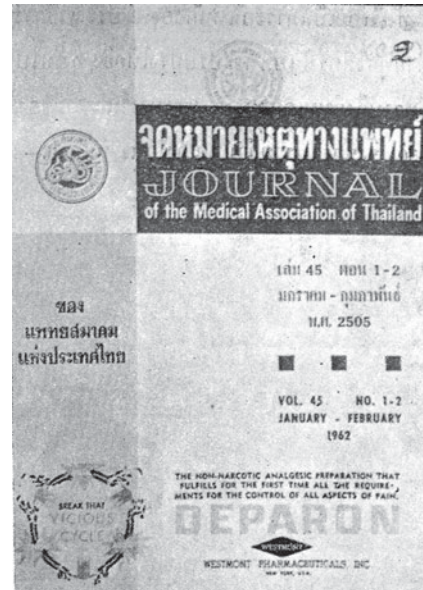 จดหมายเหตุทางแพทย์
JOURNAL
of the Medical Association of Thailand
เล่ม 45 ตอน 1-2
มกราคม - กุมภาพันธ์
พ.ศ. 2505
ของ
แพทยสมาคม
แห่งประเทศไทย
VOL. 45 NO. 1-2
JANUARY - FEBRUARY
1962
THE NON-NARCOTIC ANALGESIC PREPARATION THAT
FULFILLS FOR THE FIRST TIME ALL THE REQUIRE-
MENTS FOR THE CONTROL OF ALL ASPECTS OF PAIN.
BREAK THAT
VICIOUS
CYCLE
DEPARON
WESTMONT
WESTMONT PHARMACEUTICALS, INC
NEW YORK, U.S.A.